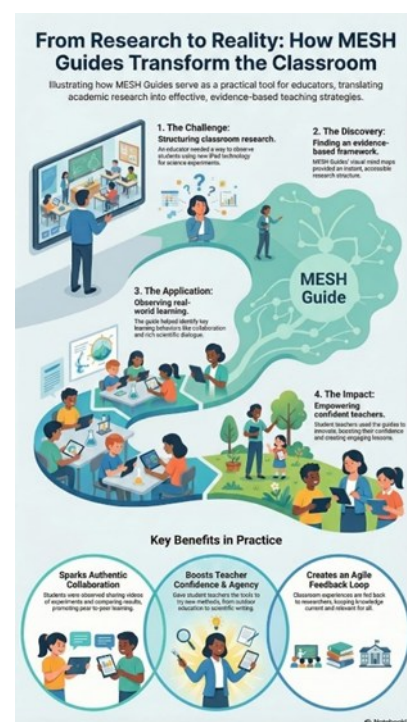 From Research to Reality: How MESH
Guides Transform the Classroom
Illustrating how MESH Guides serve as a practical tool for educators, translating
academic research into effective, evidence-based teaching strategies.
1. The Challenge:
Structuring classroom research.
An educator needed a way to observe
students using new iPad technology
for science experiments.
2. The Discovery:
Finding an evidence-
based framework.
MESH Guides' visual mind maps
provided an instant, accessible
research structure.
MESH
Guide
3. The Application:
Observing real-
world learning.
The guide helped identify key
learning behaviors like collaboration
and rich scientific dialogue.
4. The Impact:
Empowering
confident teachers.
Student teachers used the guides to
innovate, boosting their confidence
and creating engaging lessons.
Key Benefits in Practice
Sparks Authentic
Collaboration
Students were observed sharing videos
of experiments and comparing results,
promoting peer-to-peer learning.
Boosts Teacher
Confidence & Agency
Gave student teachers the tools to
try new methods, from outdoor
education to scientific writing.
Creates an Agile
Feedback Loop
Classroom experiences are fed back
to researchers, keeping knowledge
current and relevant for all.